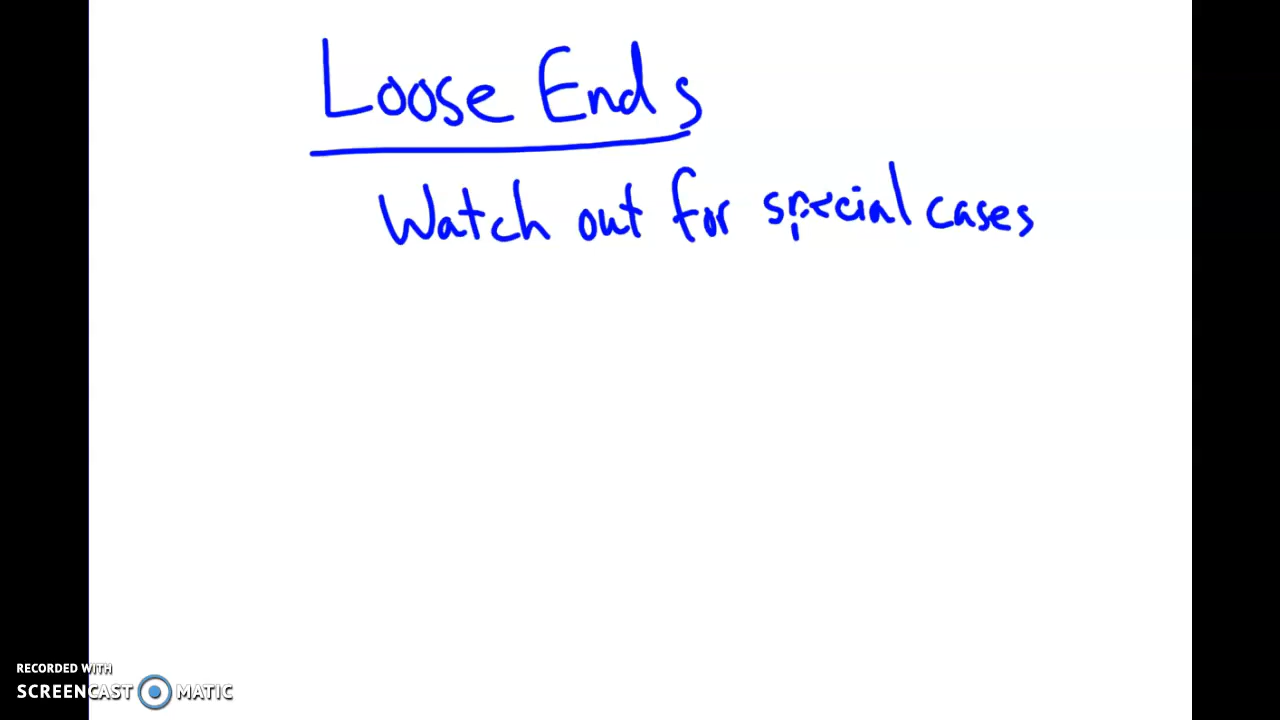 Loose Ends
Watch out for special cases
RECORDED WITH
SCREENCAST MATIC